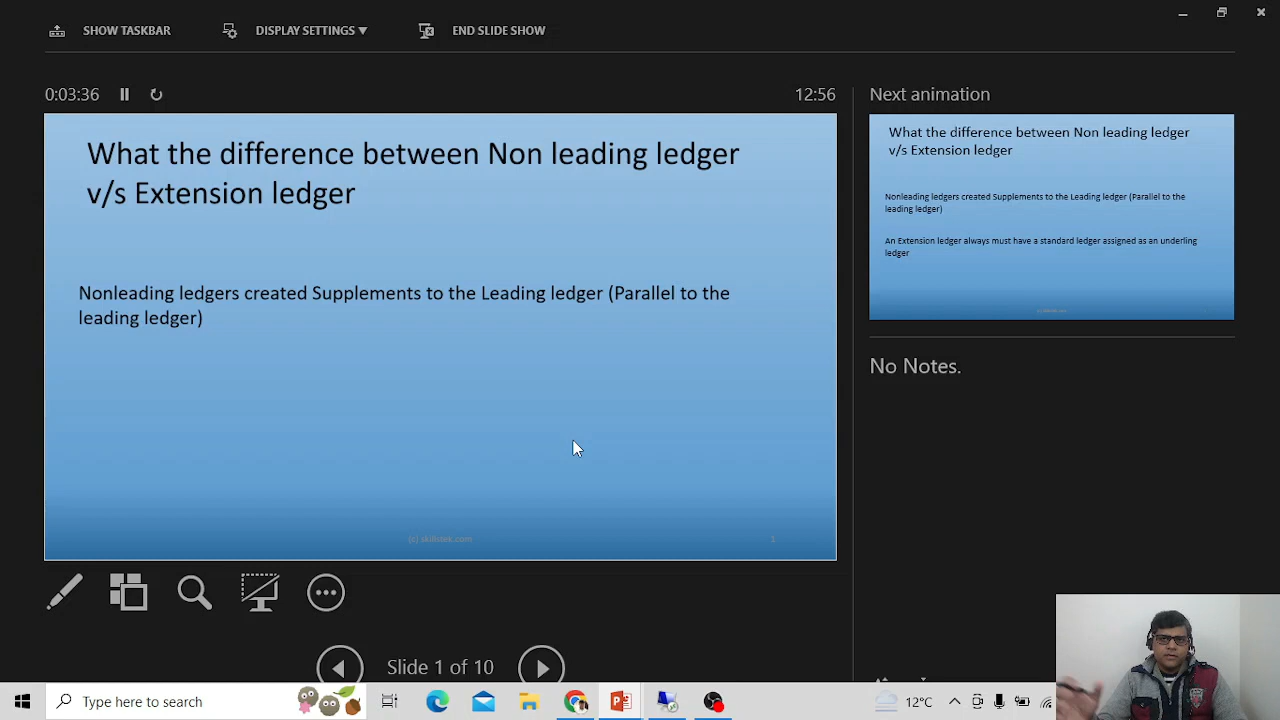 SHOW TASKBAR
DISPLAY SETTINGS ▼
END SLIDE SHOW
0:03:36
12:56
Next animation
What the difference between Non leading ledger
v/s Extension ledger
Nonleading ledgers created Supplements to the Leading ledger (Parallel to the
leading ledger)
(c) skillstek.com
1
What the difference between Non leading ledger
v/s Extension ledger
Nonleading ledgers created Supplements to the Leading ledger (Parallel to the
leading ledger)
An Extension ledger always must have a standard ledger assigned as an underling
ledger
No Notes.
Slide 1 of 10
Type here to search
12°C